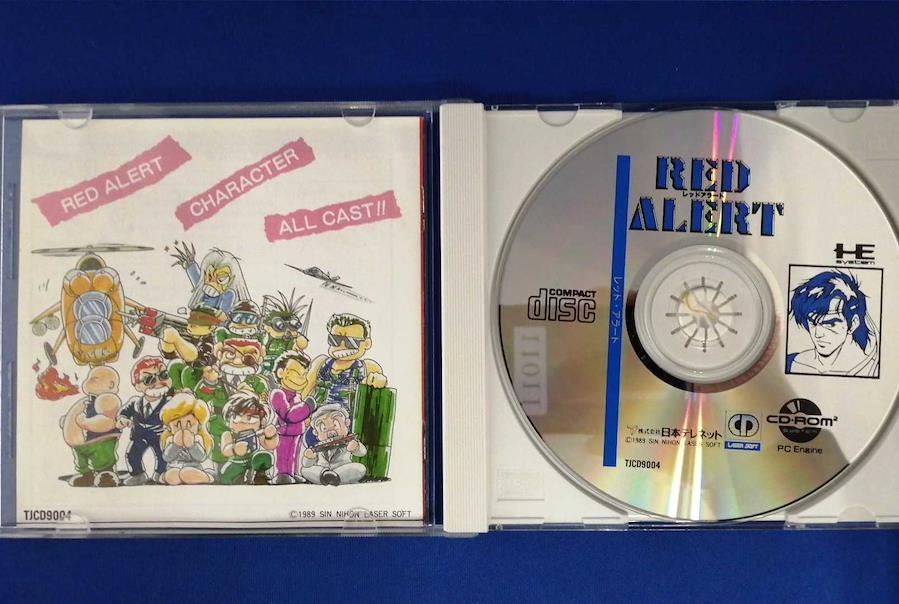 RED ALERT
CHARACTER
ALL CAST!!
TJCD9004
©1989 SIN NIHON LASER SOFT
RED
レッドアラート
ALERT
レッド・アラート
HE
system
COMPACT
disc
11011
株式会社日本テレネット
©1989 SIN NIHON LASER SOFT
TJCD9004
LASER SOFT
CD-ROM²
SYSTEM
PC Engine